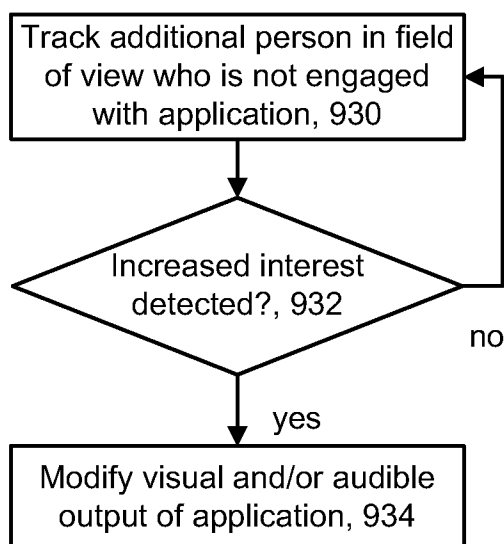 Track additional person in field
of view who is not engaged
with application, 930
Increased interest
detected?, 932
no
yes
Modify visual and/or audible
output of application, 934